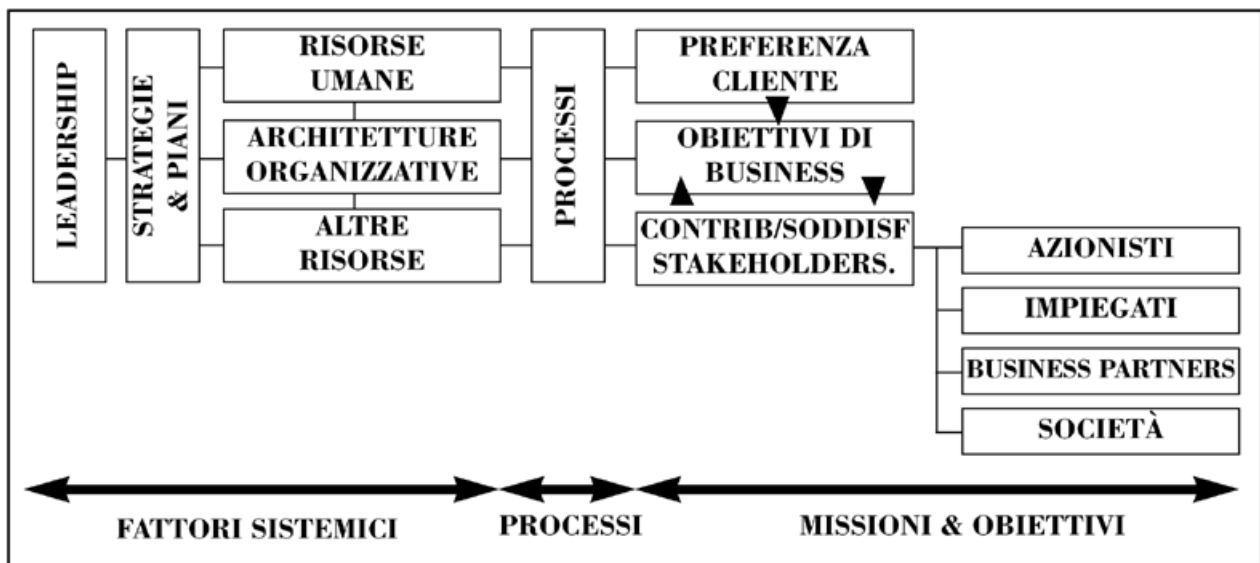 LEADERSHIP
STRATEGIE
& PIANI
RISORSE
UMANE
ARCHITETTURE
ORGANIZZATIVE
ALTRE
RISORSE
PROCESSI
PREFERENZA
CLIENTE
OBIETTIVI DI
BUSINESS
CONTRIB/SODDISF
STAKEHOLDERS.
AZIONISTI
IMPIEGATI
BUSINESS PARTNERS
SOCIETÀ
FATTORI SISTEMICI
PROCESSI
MISSIONI & OBIETTIVI